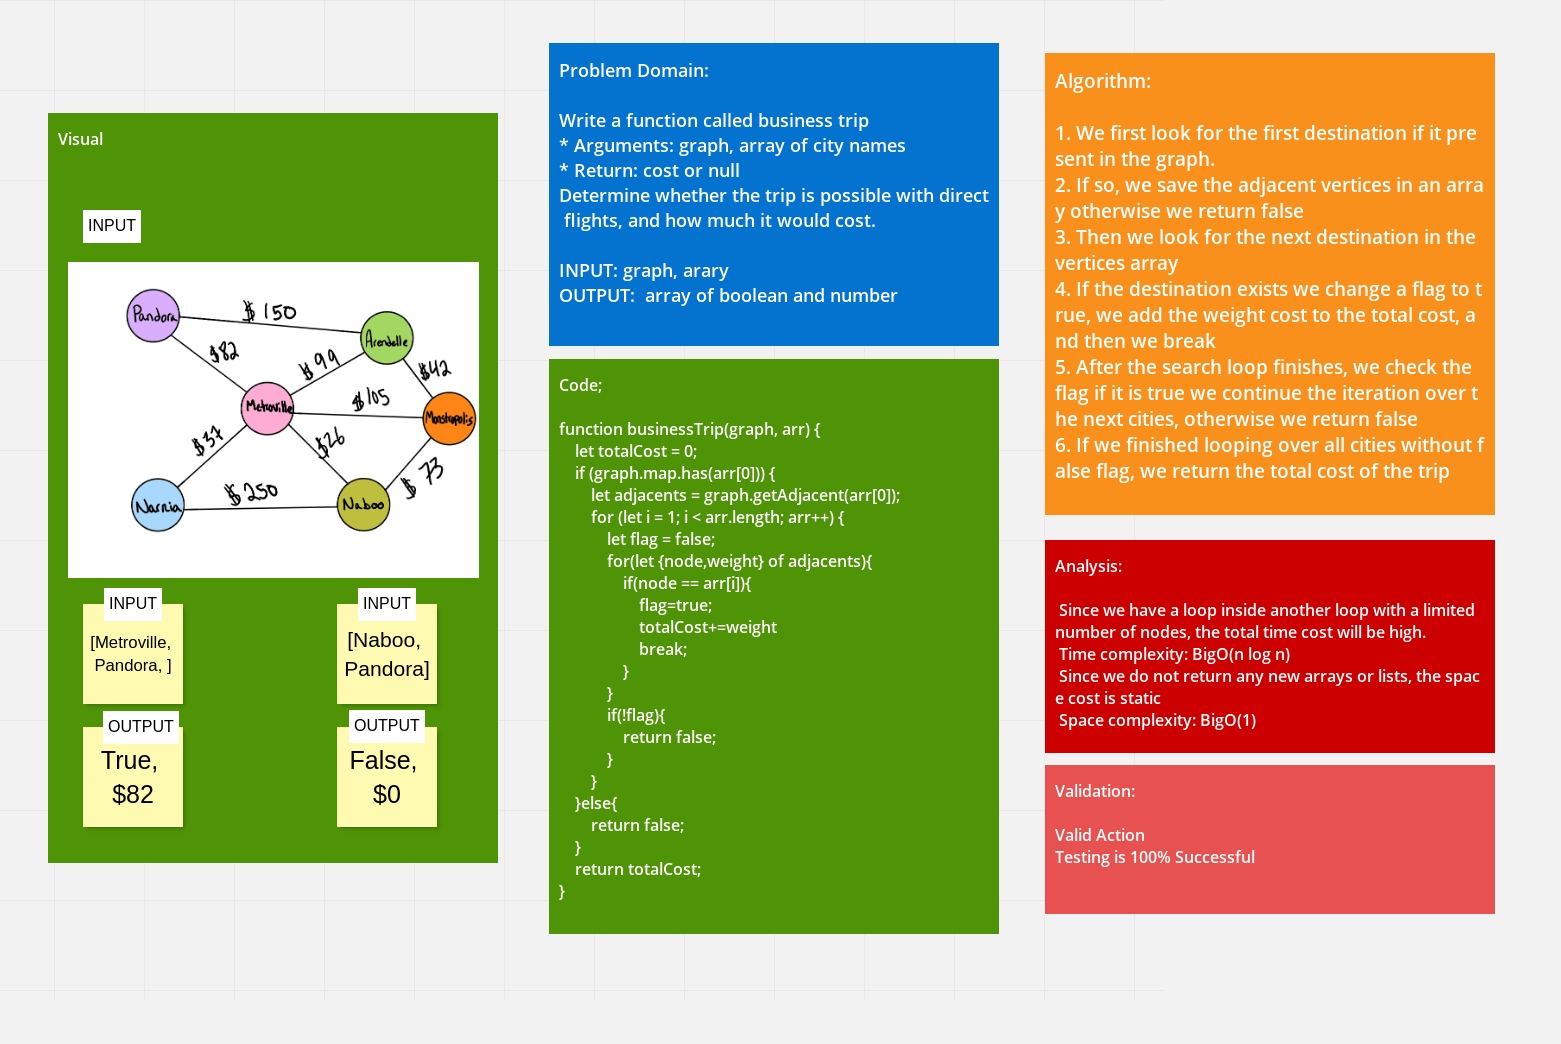 Visual
INPUT
Pandora
$150
Arendelle
$82
$99
$42
Metroville
$105
Monstropolis
$37
$26
$250
$ 73
Narnia
Naboo
INPUT
[Metroville,
Pandora, ]
OUTPUT
True,
$82
INPUT
[Naboo,
Pandora]
OUTPUT
False,
$0
Problem Domain:
Write a function called business trip
* Arguments: graph, array of city names
* Return: cost or null
Determine whether the trip is possible with direct
flights, and how much it would cost.
INPUT: graph, arary
OUTPUT:  array of boolean and number
Code;
function businessTrip(graph, arr) {
let totalCost = 0;
if (graph.map.has(arr[0])) {
let adjacents = graph.getAdjacent(arr[0]);
for (let i = 1; i < arr.length; arr++) {
let flag = false;
for(let {node,weight} of adjacents){
if(node == arr[i]){
flag=true;
totalCost+=weight
break;
}
}
if(!flag){
return false;
}
}
}else{
return false;
}
return totalCost;
}
Algorithm:
1. We first look for the first destination if it pre
sent in the graph.
2. If so, we save the adjacent vertices in an arra
y otherwise we return false
3. Then we look for the next destination in the
vertices array
4. If the destination exists we change a flag to t
rue, we add the weight cost to the total cost, a
nd then we break
5. After the search loop finishes, we check the
flag if it is true we continue the iteration over t
he next cities, otherwise we return false
6. If we finished looping over all cities without f
alse flag, we return the total cost of the trip
Analysis:
Since we have a loop inside another loop with a limited
number of nodes, the total time cost will be high.
Time complexity: BigO(n log n)
Since we do not return any new arrays or lists, the spac
e cost is static
Space complexity: BigO(1)
Validation:
Valid Action
Testing is 100% Successful